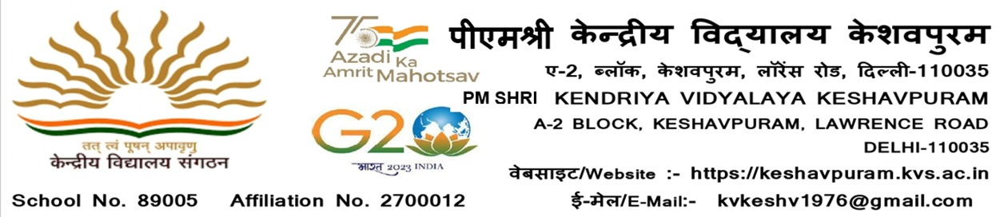 75
Azadi Ka
Amrit Mahotsav
पीएमश्री केन्द्रीय विद्यालय केशवपुरम
ए-2, ब्लॉक, केशवपुरम, लॉरेंस रोड, दिल्ली-110035
PM SHRI KENDRIYA VIDYALAYA KESHAVPURAM
A-2 BLOCK, KESHAVPURAM, LAWRENCE ROAD
DELHI-110035
G20
भारत 2023 INDIA
तत् त्वं पूषन् अपावृणु
केन्द्रीय विद्यालय संगठन
वेबसाइट/Website :- https://keshavpuram.kvs.ac.in
School No. 89005 Affiliation No. 2700012 ई-मेल/E-Mail:- kvkeshv1976@gmail.com